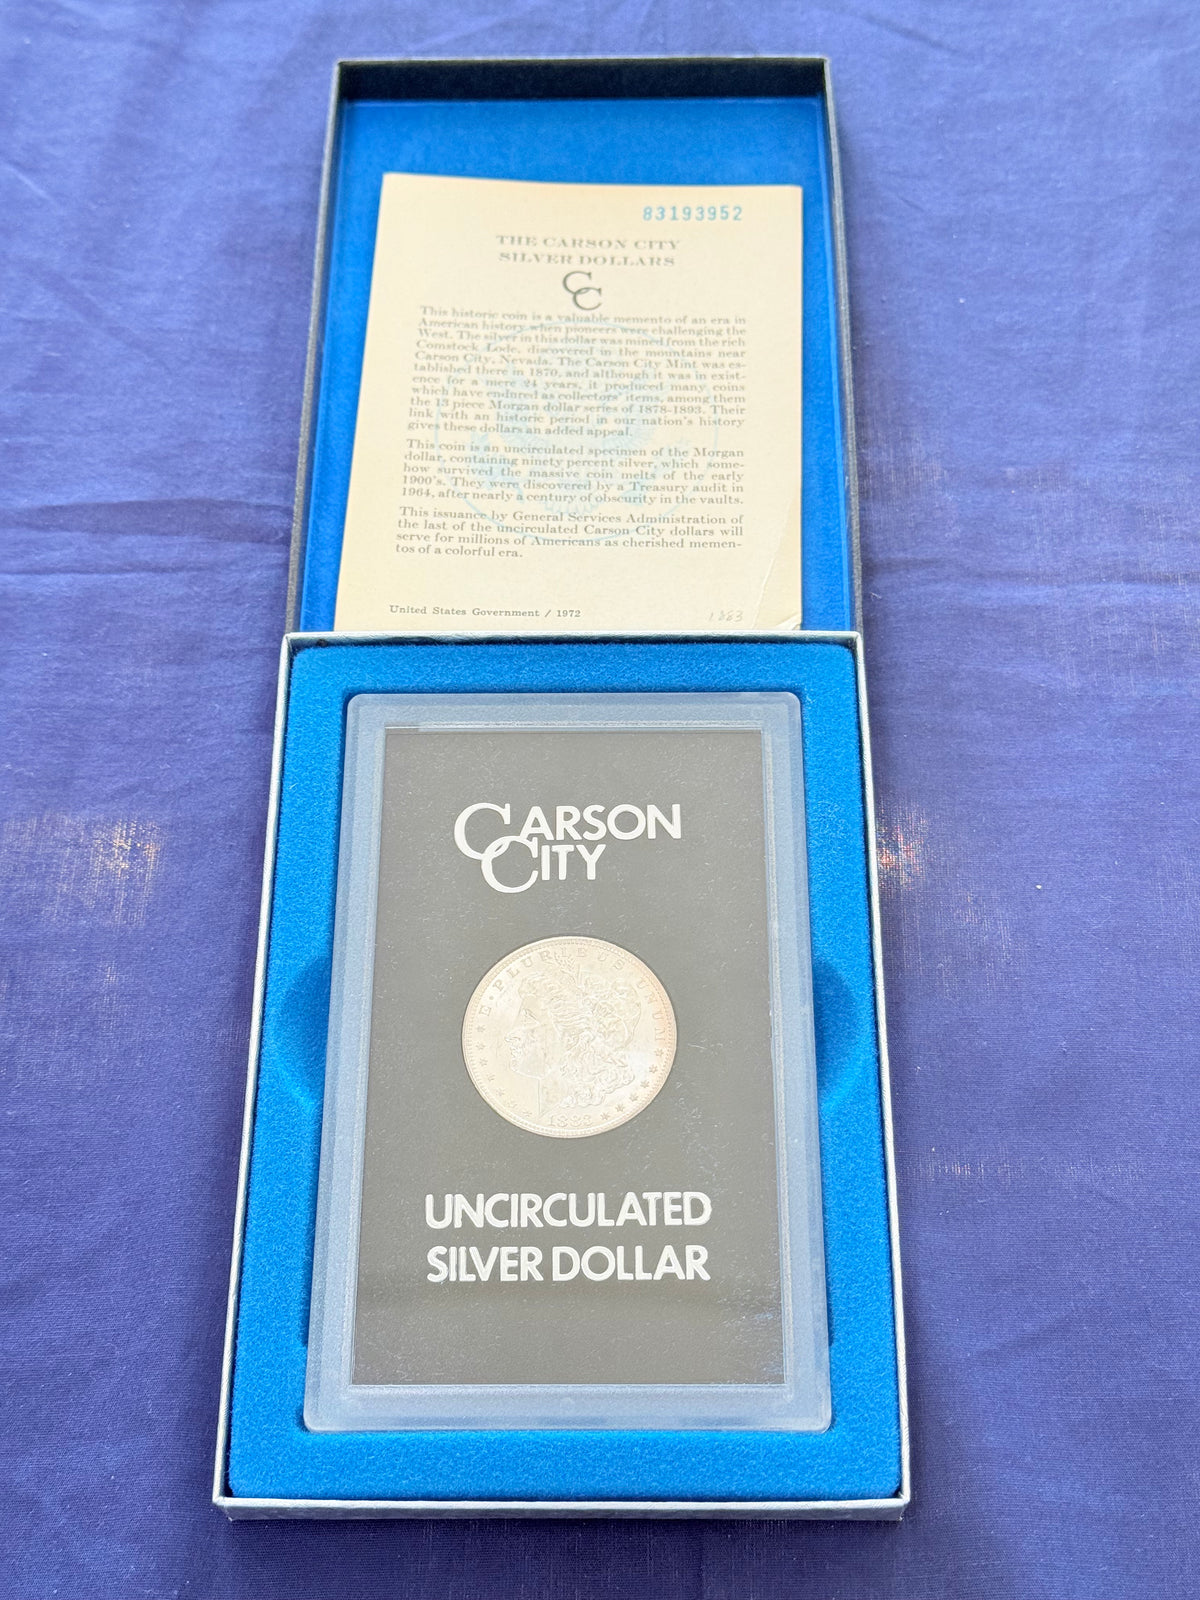 83193952
THE CARSON CITY
SILVER DOLLARS
CC
This historic coin is a valuable memento of an era in
American history when pioneers were challenging the
West. The silver in this dollar was mined from the rich
Comstock Lode, discovered in the mountains near
Carson City, Nevada. The Carson City Mint was es-
tablished there in 1870, and although it was in exist-
ence for a mere 24 years, it produced many coins
which have endured as collectors' items, among them
the 13 piece Morgan dollar series of 1878-1893. Their
link with an historic period in our nation's history
gives these dollars an added appeal.
This coin is an uncirculated specimen of the Morgan
dollar, containing ninety percent silver, which some-
how survived the massive coin melts of the early
1900's. They were discovered by a Treasury audit in
1964, after nearly a century of obscurity in the vaults.
This issuance by General Services Administration of
the last of the uncirculated Carson City dollars will
serve for millions of Americans as cherished memen-
tos of a colorful era.
United States Government / 1972
1883
CARSON
CITY
E·PLURIBUS UNUM
1883
UNCIRCULATED
SILVER DOLLAR